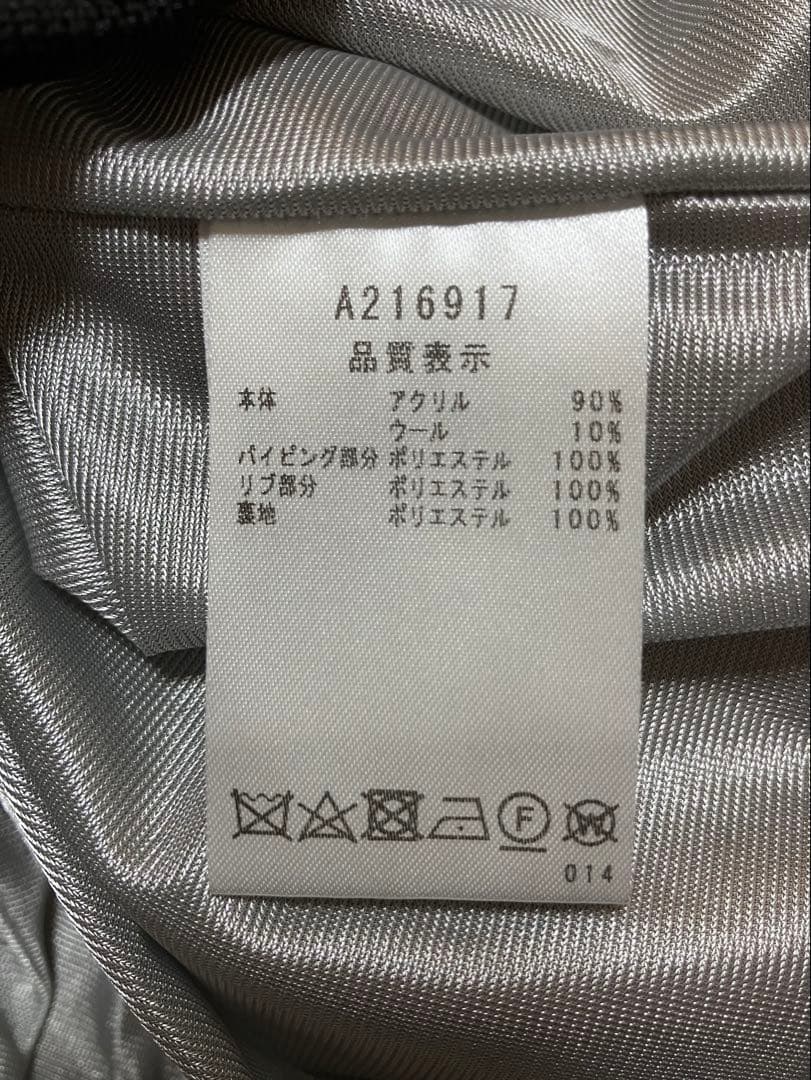 A216917
品質表示
本体 アクリル 90%
ウール 10%
パイピング部分 ポリエステル 100%
リブ部分 ポリエステル 100%
裏地 ポリエステル 100%
F W
014